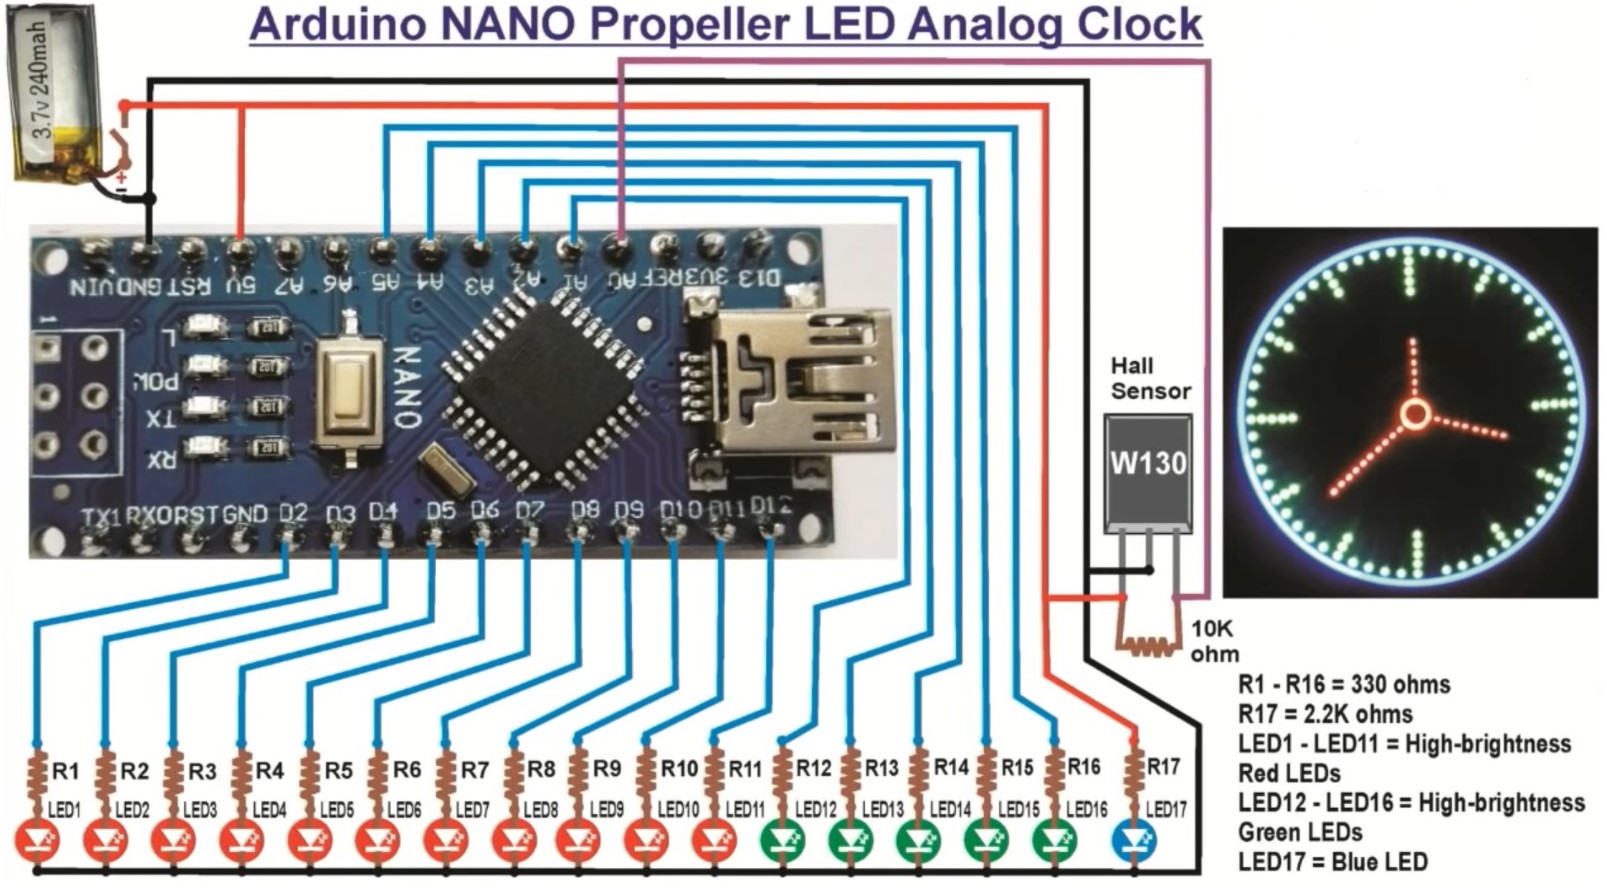 Arduino NANO Propeller LED Analog Clock
3.7v 240mah
+
-
VIN GND RST 5V A7 A6 A5 A4 A3 A2 A1 A0 REF 3V3 D13
1
L
POW
TX
RX
102
102
102
102
NANO
TX1 RX0 RST GND D2 D3 D4 D5 D6 D7 D8 D9 D10 D11 D12
Hall
Sensor
W130
10K
ohm
R1 R2 R3 R4 R5 R6 R7 R8 R9 R10 R11 R12 R13 R14 R15 R16 R17
LED1 LED2 LED3 LED4 LED5 LED6 LED7 LED8 LED9 LED10 LED11 LED12 LED13 LED14 LED15 LED16 LED17
R1 - R16 = 330 ohms
R17 = 2.2K ohms
LED1 - LED11 = High-brightness
Red LEDs
LED12 - LED16 = High-brightness
Green LEDs
LED17 = Blue LED